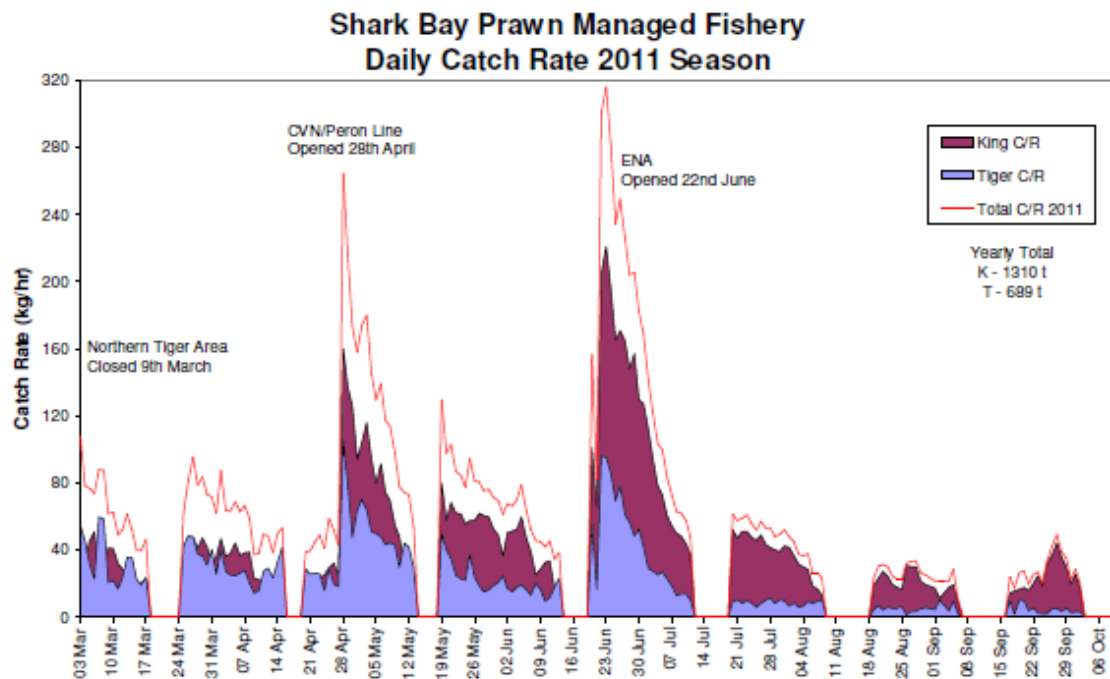 Shark Bay Prawn Managed Fishery
Daily Catch Rate 2011 Season
Catch Rate (kg/hr)
320
280
240
200
160
120
80
40
0
CVN/Peron Line
Opened 28th April
ENA
Opened 22nd June
Northern Tiger Area
Closed 9th March
King C/R
Tiger C/R
Total C/R 2011
Yearly Total
K - 1310 t
T - 689 t
03 Mar
10 Mar
17 Mar
24 Mar
31 Mar
07 Apr
14 Apr
21 Apr
28 Apr
05 May
12 May
19 May
26 May
02 Jun
09 Jun
16 Jun
23 Jun
30 Jun
07 Jul
14 Jul
21 Jul
28 Jul
04 Aug
11 Aug
18 Aug
25 Aug
01 Sep
08 Sep
15 Sep
22 Sep
29 Sep
06 Oct